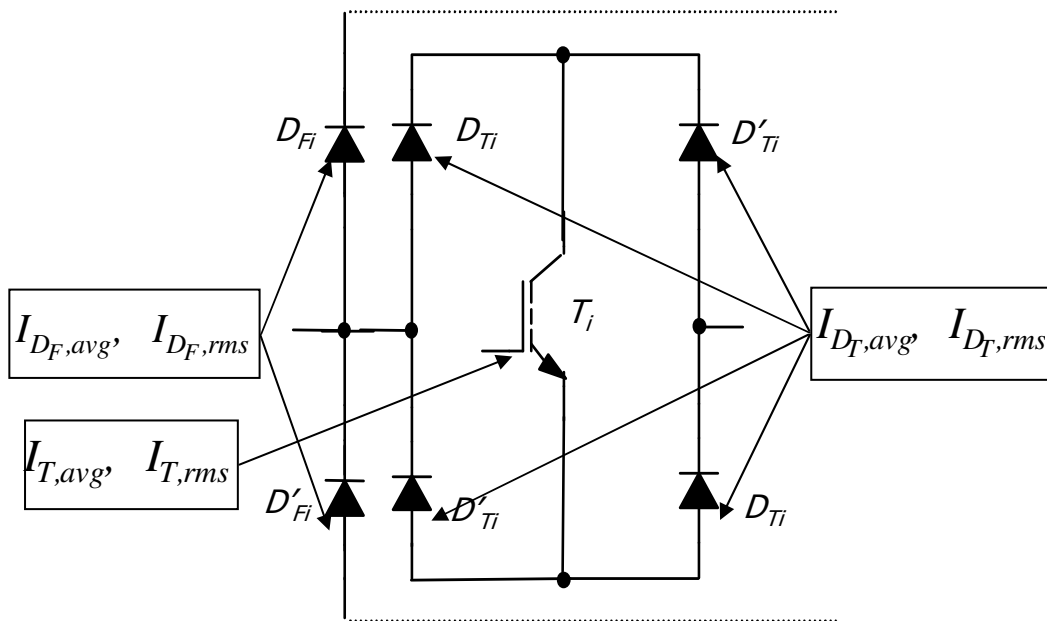 D_Fi
D_Ti
D'_Ti
T_i
I_{D_F,avg}, I_{D_F,rms}
I_{D_T,avg}, I_{D_T,rms}
I_{T,avg}, I_{T,rms}
D'_Fi
D'_Ti
D_Ti